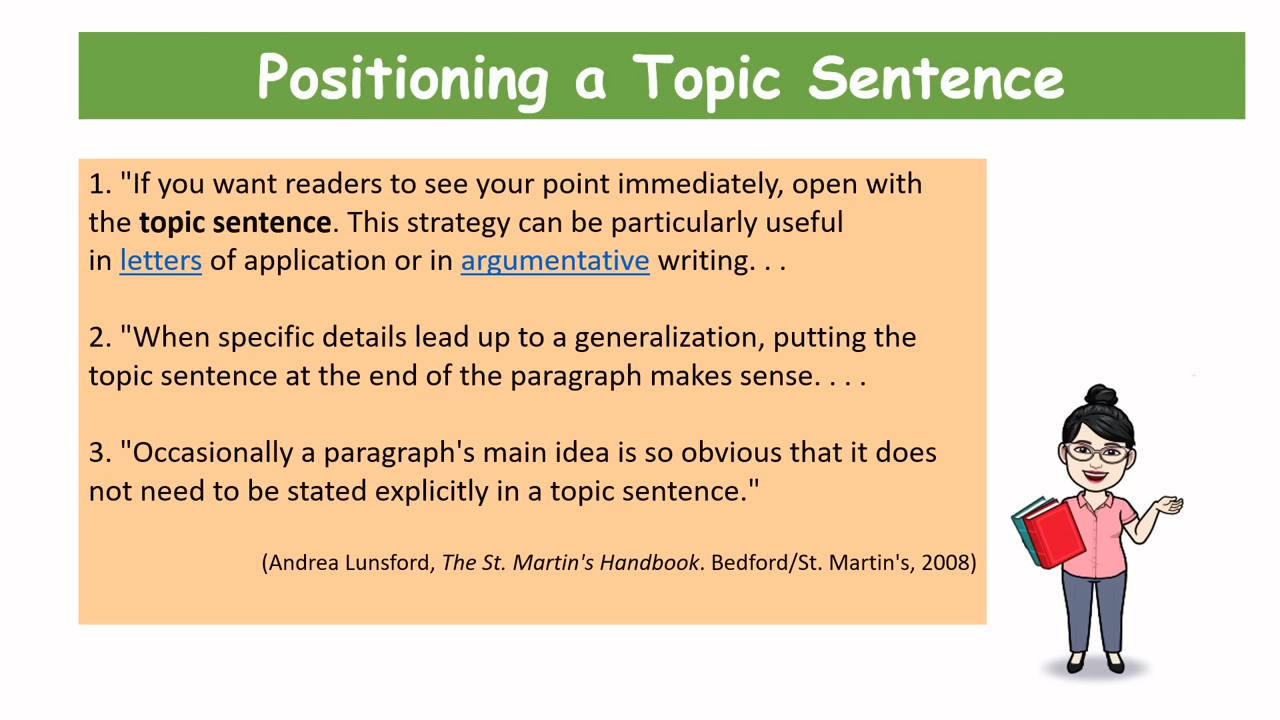 Positioning a Topic Sentence
1. "If you want readers to see your point immediately, open with
the topic sentence. This strategy can be particularly useful
in letters of application or in argumentative writing. . .
2. "When specific details lead up to a generalization, putting the
topic sentence at the end of the paragraph makes sense. . . .
3. "Occasionally a paragraph's main idea is so obvious that it does
not need to be stated explicitly in a topic sentence."
(Andrea Lunsford, The St. Martin's Handbook. Bedford/St. Martin's, 2008)